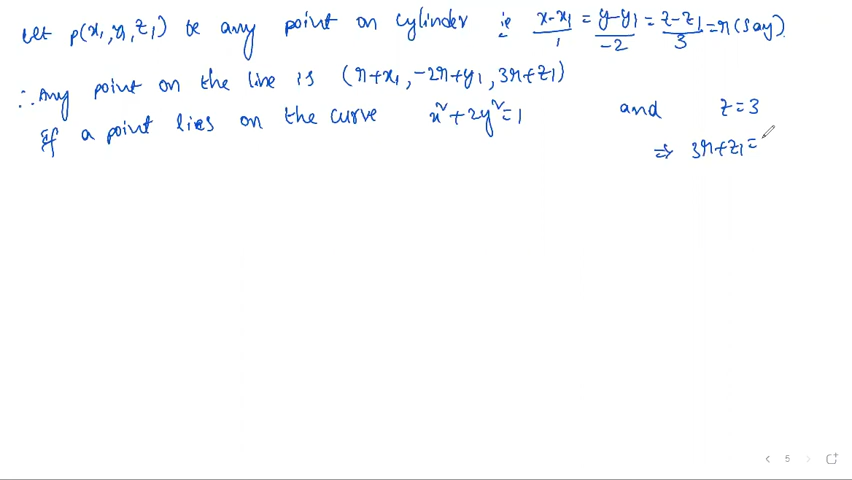 Let P(x₁, y₁, z₁) be any point on cylinder ie (x-x₁)/1 = (y-y₁)/-2 = (z-z₁)/3 = r (say)
∴ Any point on the line is (r+x₁, -2r+y₁, 3r+z₁)
If a point lies on the curve x²+2y²=1 and z=3
⇒ 3r+z₁=
5